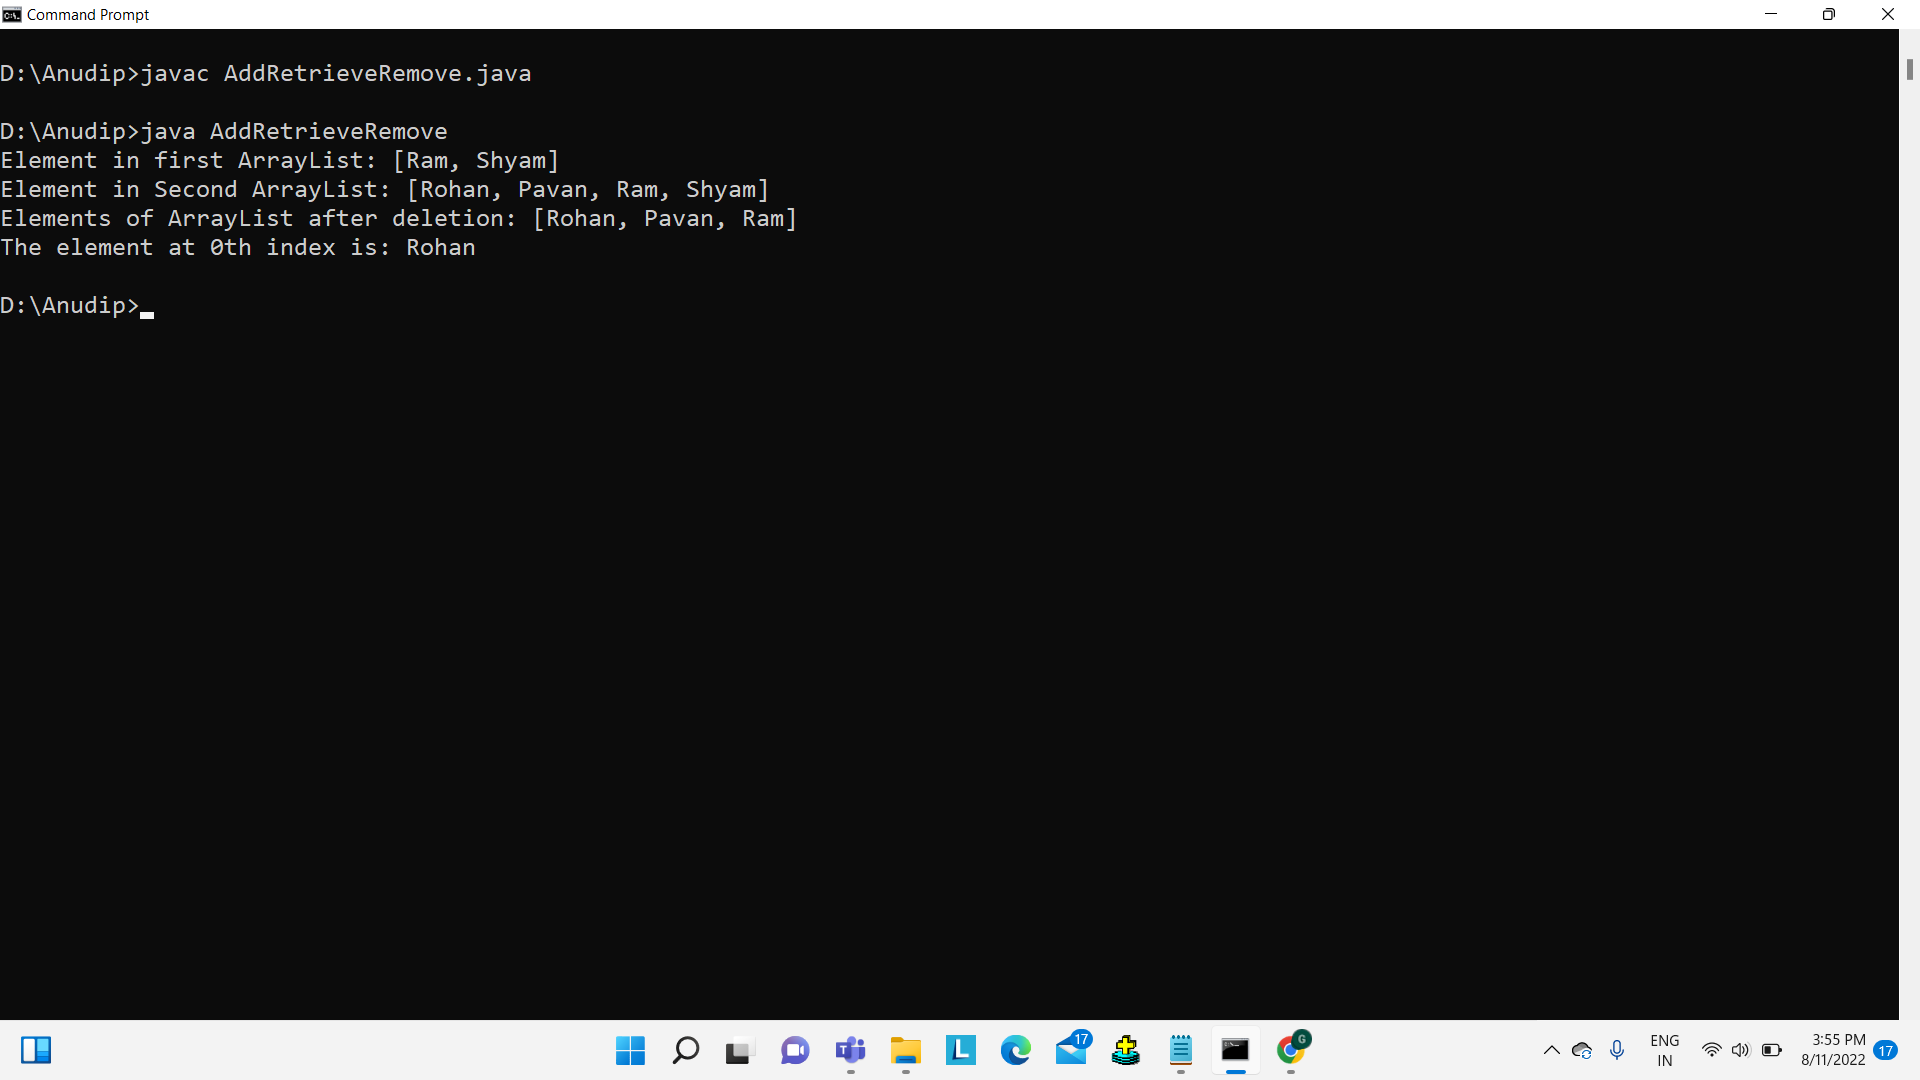 Command Prompt
D:\Anudip>javac AddRetrieveRemove.java
D:\Anudip>java AddRetrieveRemove
Element in first ArrayList: [Ram, Shyam]
Element in Second ArrayList: [Rohan, Pavan, Ram, Shyam]
Elements of ArrayList after deletion: [Rohan, Pavan, Ram]
The element at 0th index is: Rohan
D:\Anudip>
17
G
L
ENG
IN
3:55 PM
8/11/2022
17